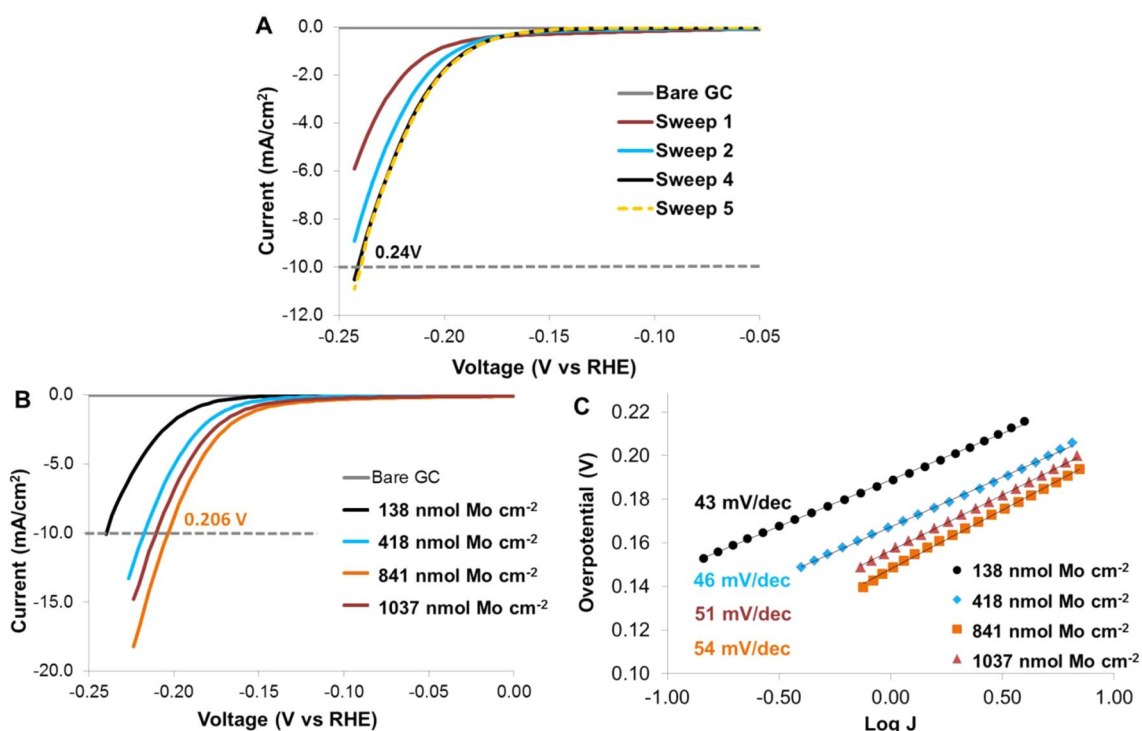 A
0.0
-2.0
-4.0
-6.0
-8.0
-10.0
-12.0
Current (mA/cm²)
Bare GC
Sweep 1
Sweep 2
Sweep 4
Sweep 5
0.24V
-0.25
-0.20
-0.15
-0.10
-0.05
Voltage (V vs RHE)
B
0.0
-5.0
-10.0
-15.0
-20.0
Current (mA/cm²)
Bare GC
138 nmol Mo cm⁻²
418 nmol Mo cm⁻²
841 nmol Mo cm⁻²
1037 nmol Mo cm⁻²
0.206 V
-0.25
-0.20
-0.15
-0.10
-0.05
0.00
Voltage (V vs RHE)
C
0.22
0.20
0.18
0.16
0.14
0.12
0.10
Overpotential (V)
43 mV/dec
46 mV/dec
51 mV/dec
54 mV/dec
138 nmol Mo cm⁻²
418 nmol Mo cm⁻²
841 nmol Mo cm⁻²
1037 nmol Mo cm⁻²
-1.00
-0.50
0.00
0.50
1.00
Log J